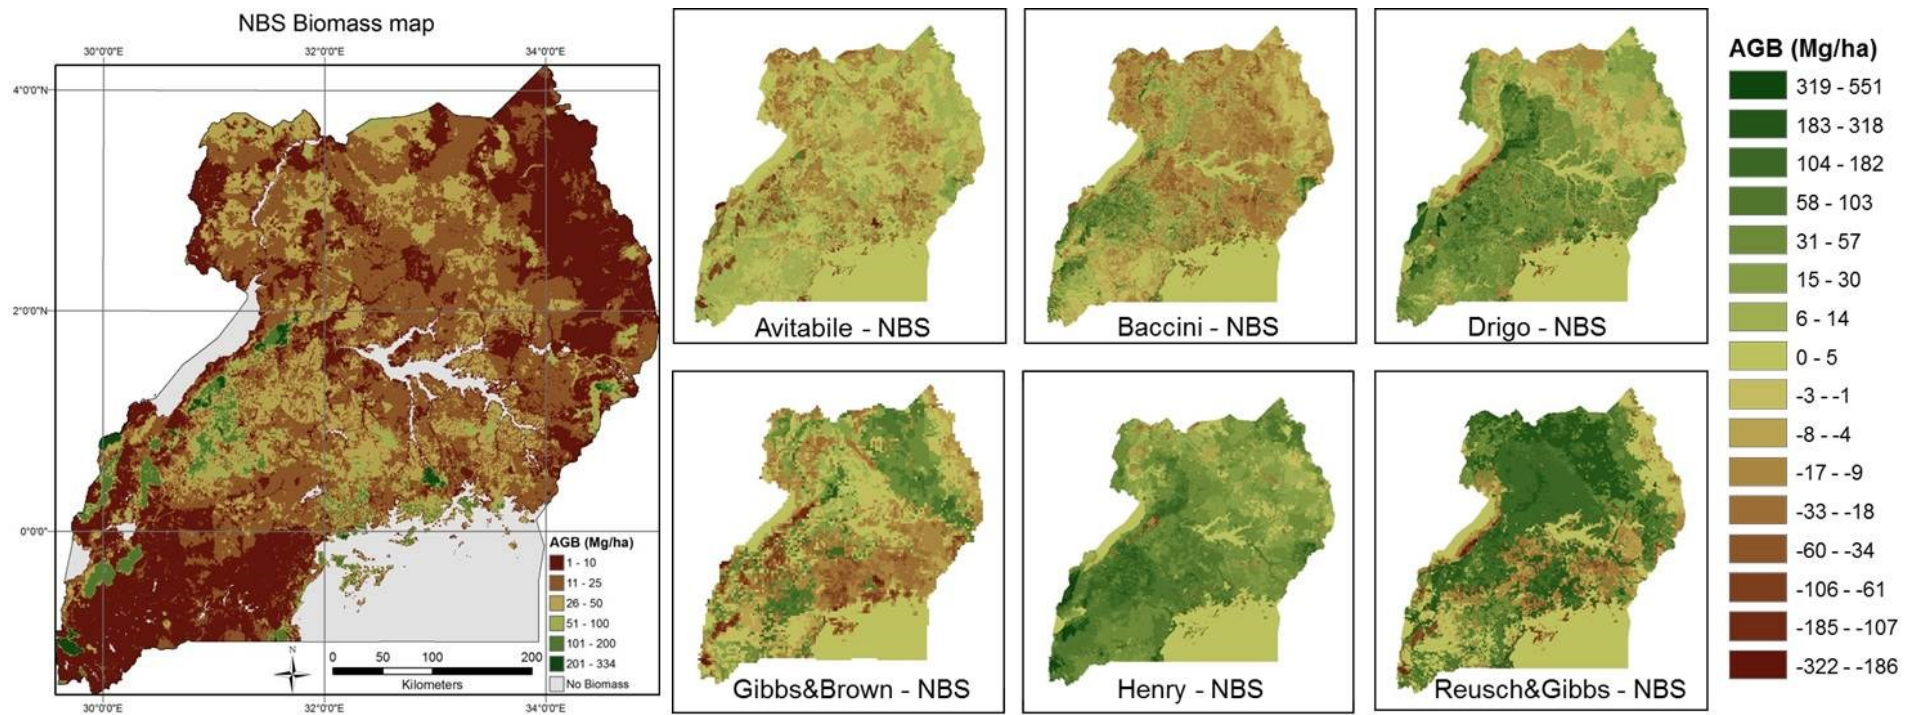 NBS Biomass map
30°0'0"E 32°0'0"E 34°0'0"E
4°0'0"N
2°0'0"N
0°0'0"
AGB (Mg/ha)
1 - 10
11 - 25
26 - 50
51 - 100
101 - 200
201 - 334
No Biomass
N
0 50 100 200
Kilometers
30°0'0"E 32°0'0"E 34°0'0"E
Avitabile - NBS
Baccini - NBS
Drigo - NBS
Gibbs&Brown - NBS
Henry - NBS
Reusch&Gibbs - NBS
AGB (Mg/ha)
319 - 551
183 - 318
104 - 182
58 - 103
31 - 57
15 - 30
6 - 14
0 - 5
-3 - -1
-8 - -4
-17 - -9
-33 - -18
-60 - -34
-106 - -61
-185 - -107
-322 - -186